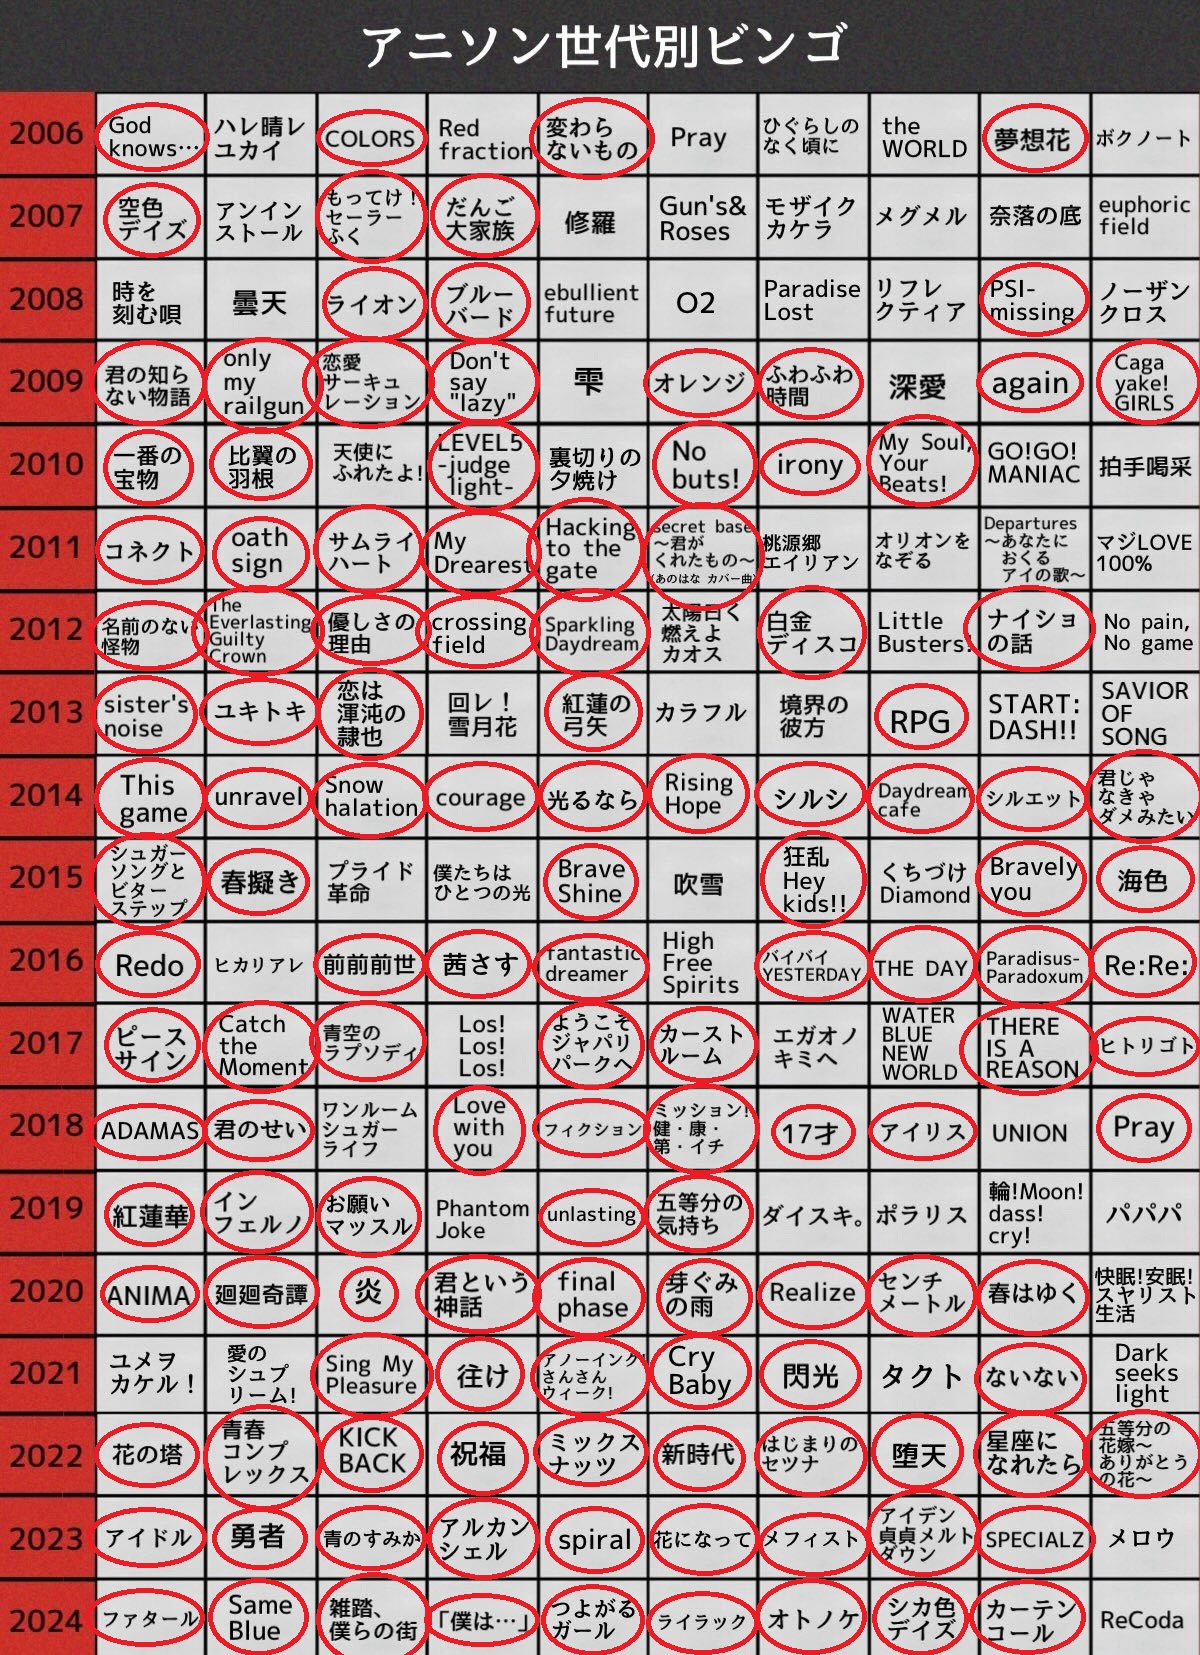 アニソン世代別ビンゴ
2006
God
knows…
ハレ晴レ
ユカイ
COLORS
Red
fraction
変わら
ないもの
Pray
ひぐらしの
なく頃に
the
WORLD
夢想花
ボクノート
2007
空色
デイズ
アンイン
ストール
もってけ!
セーラー
ふく
だんご
大家族
修羅
Gun's&
Roses
モザイク
カケラ
メグメル
奈落の底
euphoric
field
2008
時を
刻む唄
曇天
ライオン
ブルー
バード
ebullient
future
O2
Paradise
Lost
リフレ
クティア
PSI-
missing
ノーザン
クロス
2009
君の知ら
ない物語
only
my
railgun
恋愛
サーキュ
レーション
Don't
say
"lazy"
雫
オレンジ
ふわふわ
時間
深愛
again
Caga
yake!
GIRLS
2010
一番の
宝物
比翼の
羽根
天使に
ふれたよ!
LEVEL5
-judge
light-
裏切りの
夕焼け
No
buts!
irony
My Soul,
Your
Beats!
GO!GO!
MANIAC
拍手喝采
2011
コネクト
oath
sign
サムライ
ハート
My
Drearest
Hacking
to the
gate
secret base
～君が
くれたもの～
(あのはな カバー曲)
桃源郷
エイリアン
オリオンを
なぞる
Departures
～あなたに
おくる
アイの歌～
マジLOVE
100%
2012
名前のない
怪物
The
Everlasting
Guilty
Crown
優しさの
理由
crossing
field
Sparkling
Daydream
太陽曰く
燃えよ
カオス
白金
ディスコ
Little
Busters!
ナイショ
の話
No pain,
No game
2013
sister's
noise
ユキトキ
恋は
渾沌の
隷也
回レ!
雪月花
紅蓮の
弓矢
カラフル
境界の
彼方
RPG
START:
DASH!!
SAVIOR
OF
SONG
2014
This
game
unravel
Snow
halation
courage
光るなら
Rising
Hope
シルシ
Daydream
cafe
シルエット
君じゃ
なきゃ
ダメみたい
2015
シュガー
ソングと
ビター
ステップ
春擬き
プライド
革命
僕たちは
ひとつの光
Brave
Shine
吹雪
狂乱
Hey
kids!!
くちづけ
Diamond
Bravely
you
海色
2016
Redo
ヒカリアレ
前前前世
茜さす
fantastic
dreamer
High
Free
Spirits
バイバイ
YESTERDAY
THE DAY
Paradisus-
Paradoxum
Re:Re:
2017
ピース
サイン
Catch
the
Moment
青空の
ラプソディ
Los!
Los!
Los!
ようこそ
ジャパリ
パークへ
カースト
ルーム
エガオノ
キミへ
WATER
BLUE
NEW
WORLD
THERE
IS A
REASON
ヒトリゴト
2018
ADAMAS
君のせい
ワンルーム
シュガー
ライフ
Love
with
you
フィクション
ミッション!
健・康・
第・イチ
17才
アイリス
UNION
Pray
2019
紅蓮華
イン
フェルノ
お願い
マッスル
Phantom
Joke
unlasting
五等分の
気持ち
ダイスキ。
ポラリス
輪!Moon!
dass!
cry!
パパパ
2020
ANIMA
廻廻奇譚
炎
君という
神話
final
phase
芽ぐみ
の雨
Realize
センチ
メートル
春はゆく
快眠!安眠!
スヤリスト
生活
2021
ユメヲ
カケル!
愛の
シュプ
リーム!
Sing My
Pleasure
往け
アノーイング!
さんさん
ウィーク!
Cry
Baby
閃光
タクト
ないない
Dark
seeks
light
2022
花の塔
青春
コンプ
レックス
KICK
BACK
祝福
ミックス
ナッツ
新時代
はじまりの
セツナ
堕天
星座に
なれたら
五等分の
花嫁～
ありがとう
の花～
2023
アイドル
勇者
青のすみか
アルカン
シェル
spiral
花になって
メフィスト
アイデン
貞貞メルト
ダウン
SPECIALZ
メロウ
2024
ファタール
Same
Blue
雑踏、
僕らの街
「僕は…」
つよがる
ガール
ライラック
オトノケ
シカ色
デイズ
カーテン
コール
ReCoda